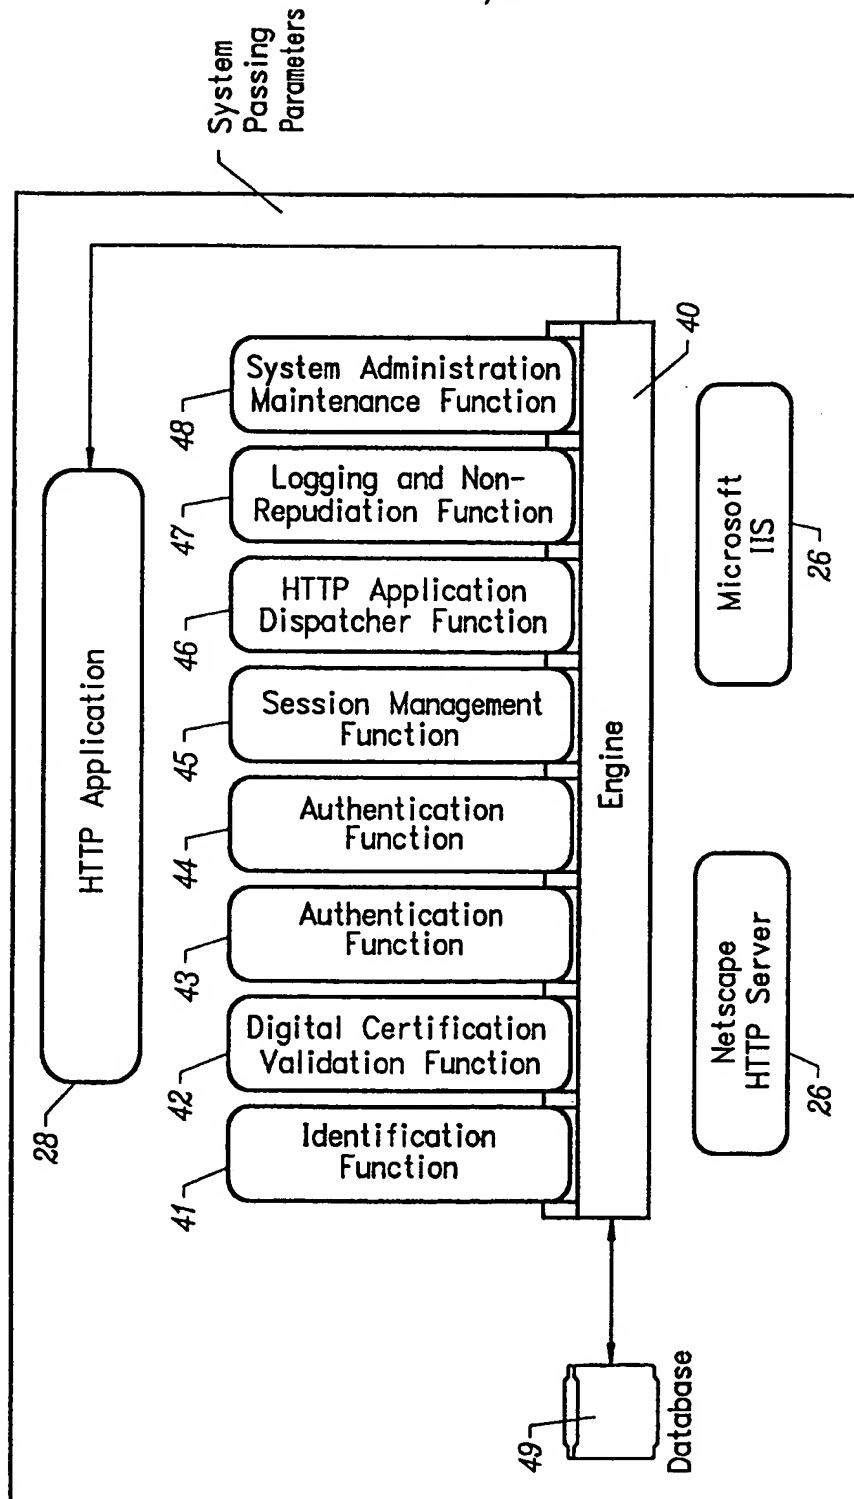 System
Passing
Parameters
28
HTTP Application
41
Identification
Function
42
Digital Certification
Validation Function
43
Authentication
Function
44
Authentication
Function
45
Session Management
Function
46
HTTP Application
Dispatcher Function
47
Logging and Non-
Repudiation Function
48
System Administration
Maintenance Function
Engine
40
49
Database
Netscape
HTTP Server
26
Microsoft
IIS
26